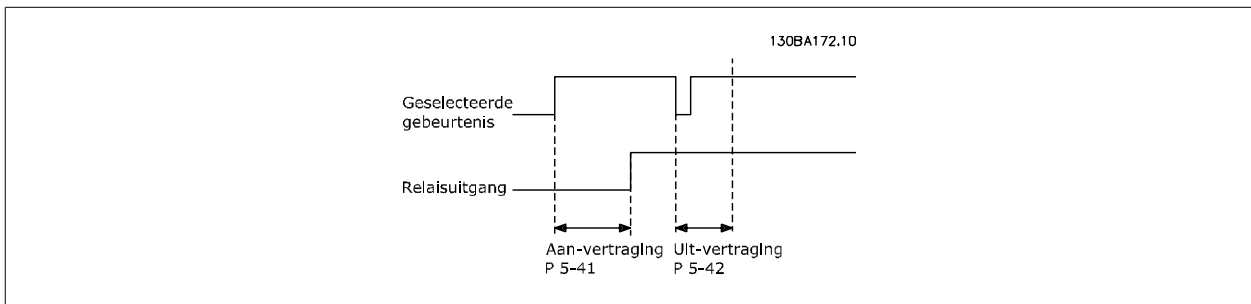 130BA172.10
Geselecteerde
gebeurtenis
Relaisuitgang
Aan-vertraging
P 5-41
Uit-vertraging
P 5-42